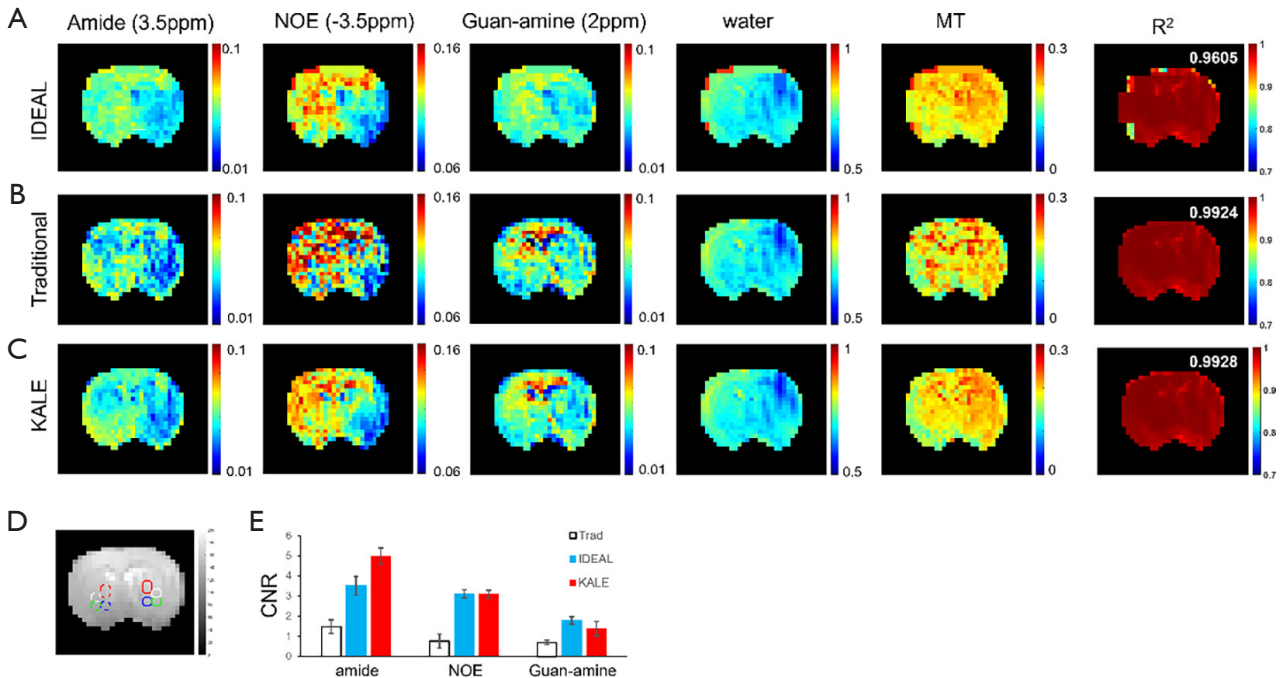 A
Amide (3.5ppm) NOE (-3.5ppm) Guan-amine (2ppm) water MT R²
IDEAL
0.1 0.16 0.1 1 0.3 0.9605 1
0.9
0.8
0.01 0.06 0.01 0.5 0 0.7
B
Traditional
0.1 0.16 0.1 1 0.3 0.9924 1
0.9
0.8
0.01 0.06 0.01 0.5 0 0.7
C
KALE
0.1 0.16 0.1 1 0.3 0.9928 1
0.9
0.8
0.01 0.06 0.01 0.5 0 0.7
D E
CNR
6
5
4
3
2
1
0
Trad
IDEAL
KALE
amide NOE Guan-amine